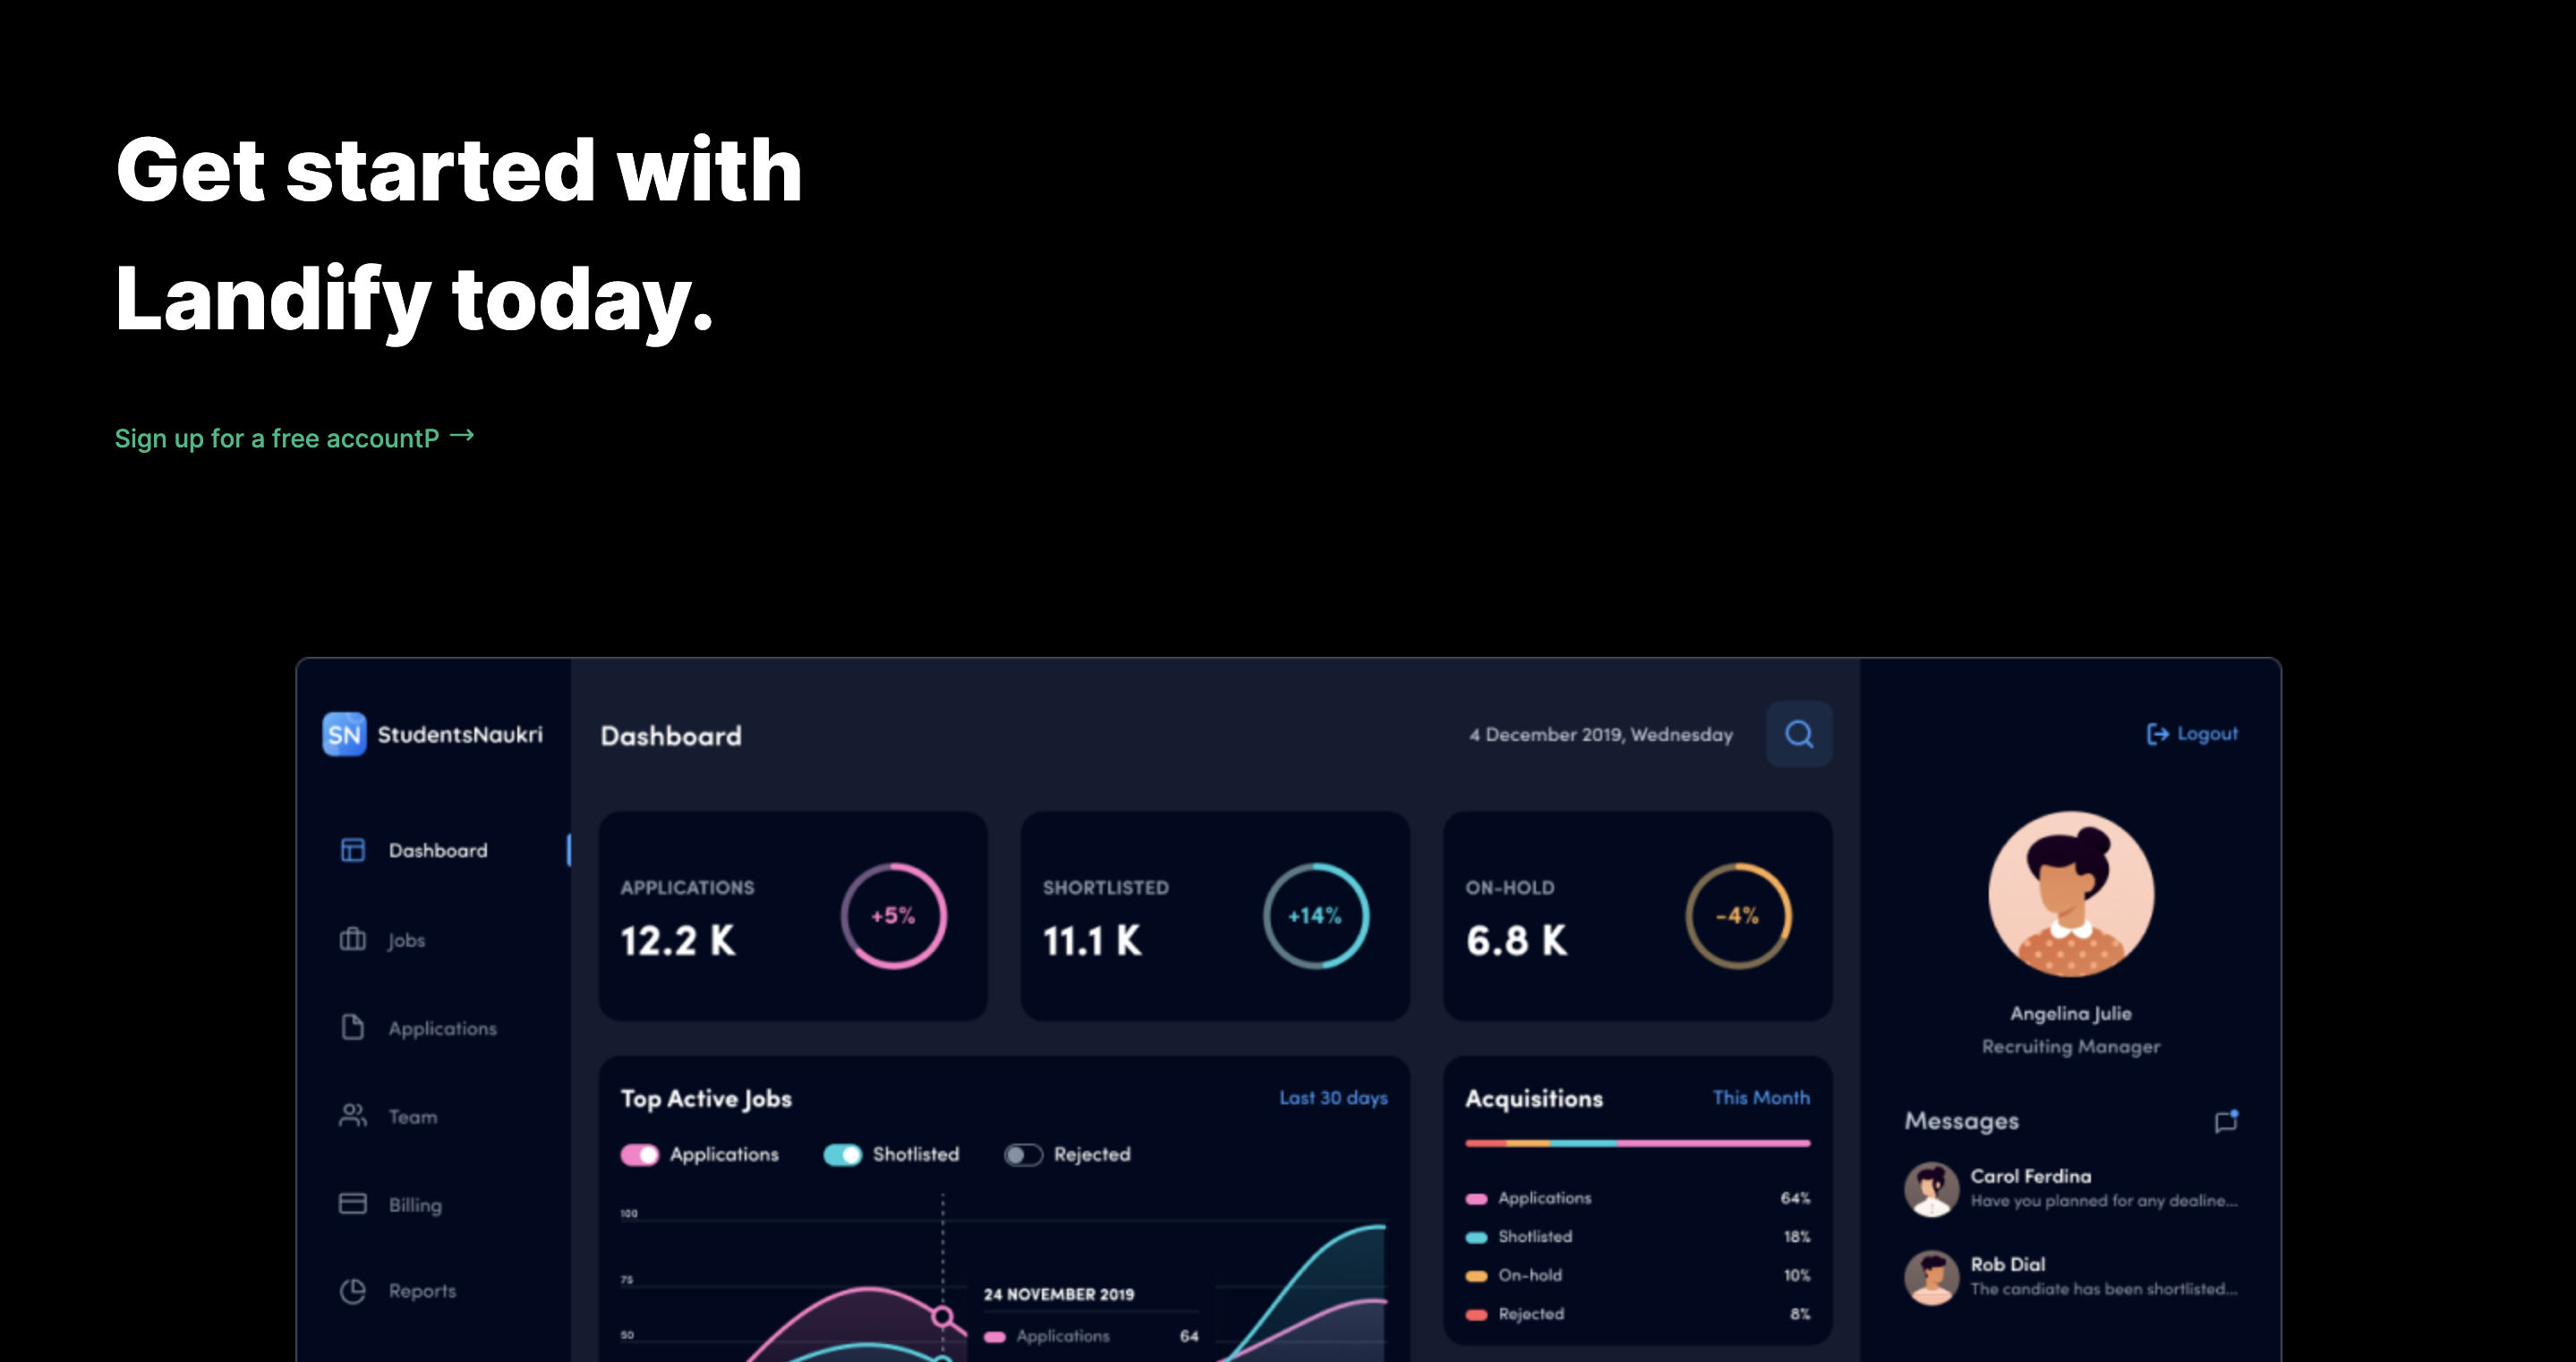 Get started with
Landify today.
Sign up for a free accountP →
SN StudentsNaukri
Dashboard
4 December 2019, Wednesday
Logout
Dashboard
Jobs
Applications
Team
Billing
Reports
APPLICATIONS
12.2 K
+5%
SHORTLISTED
11.1 K
+14%
ON-HOLD
6.8 K
-4%
Top Active Jobs
Last 30 days
Applications
Shotlisted
Rejected
100
75
50
24 NOVEMBER 2019
Applications 64
Acquisitions
This Month
Applications 64%
Shotlisted 18%
On-hold 10%
Rejected 8%
Angelina Julie
Recruiting Manager
Messages
Carol Ferdina
Have you planned for any dealine...
Rob Dial
The candiate has been shortlisted...